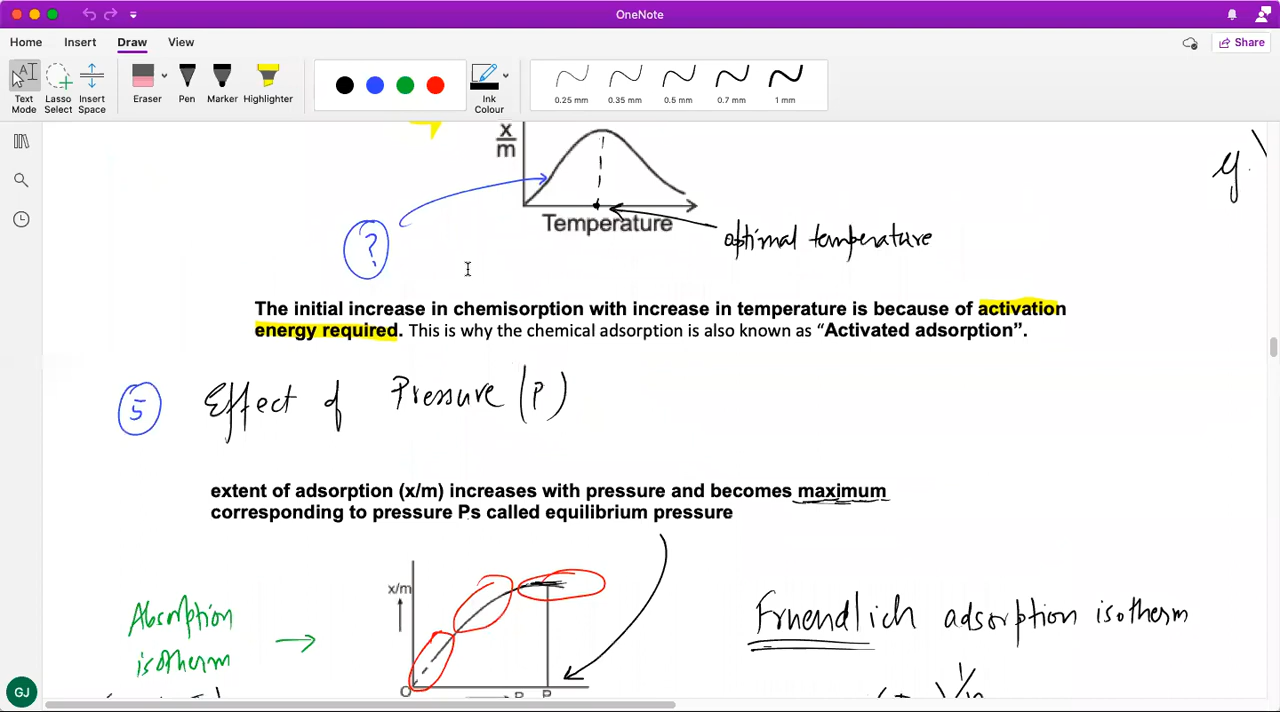 OneNote
Home Insert Draw View
Share
Text Mode
Lasso Select
Insert Space
Eraser
Pen
Marker
Highlighter
Ink Colour
0.25 mm
0.35 mm
0.5 mm
0.7 mm
1 mm
x
m
y.
Temperature
optimal temperature
?
The initial increase in chemisorption with increase in temperature is because of activation
energy required. This is why the chemical adsorption is also known as “Activated adsorption”.
5 Effect of Pressure (P)
extent of adsorption (x/m) increases with pressure and becomes maximum
corresponding to pressure Ps called equilibrium pressure
x/m
Absorption
isotherm
Fruendlich adsorption isotherm
O
GJ